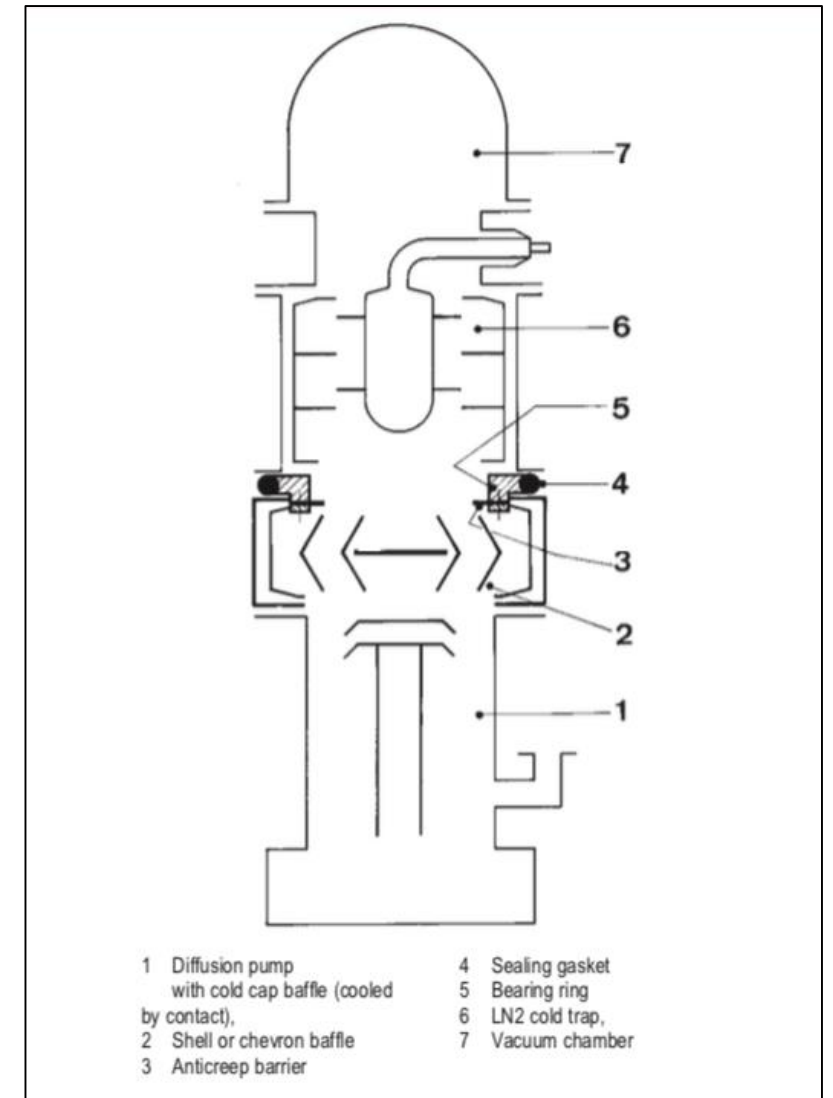 7
6
5
4
3
2
1
1 Diffusion pump
with cold cap baffle (cooled
by contact),
2 Shell or chevron baffle
3 Anticreep barrier
4 Sealing gasket
5 Bearing ring
6 LN2 cold trap,
7 Vacuum chamber